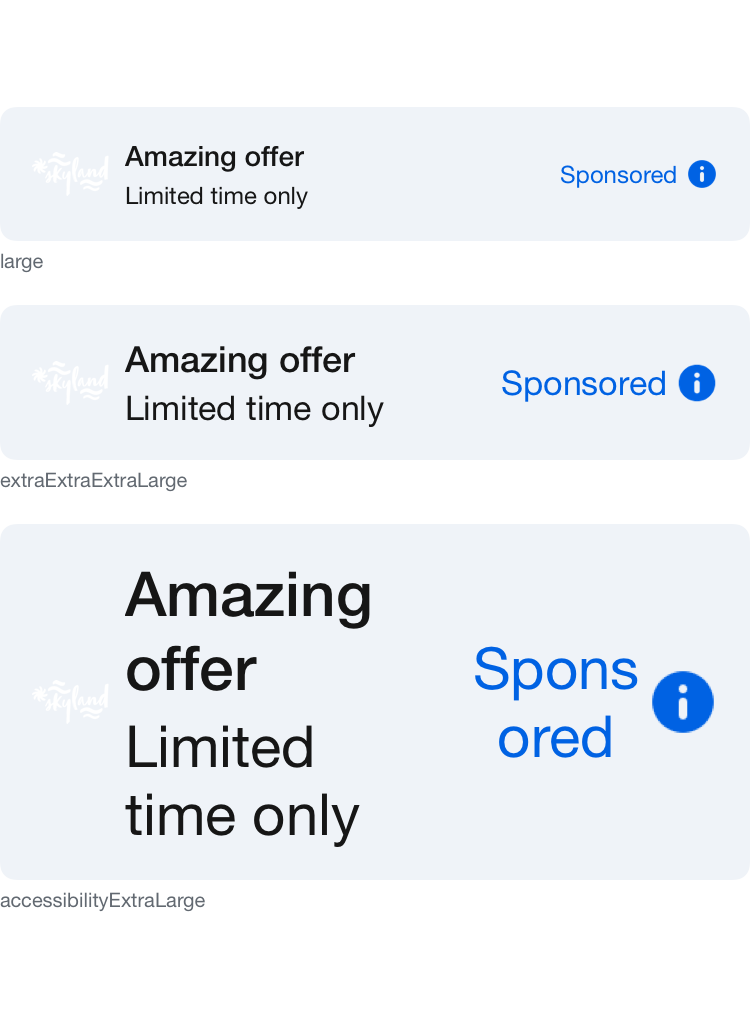 skyland
Amazing offer
Limited time only
Sponsored
large
skyland
Amazing offer
Limited time only
Sponsored
extraExtraExtraLarge
skyland
Amazing
offer
Limited
time only
Spons
ored
accessibilityExtraLarge